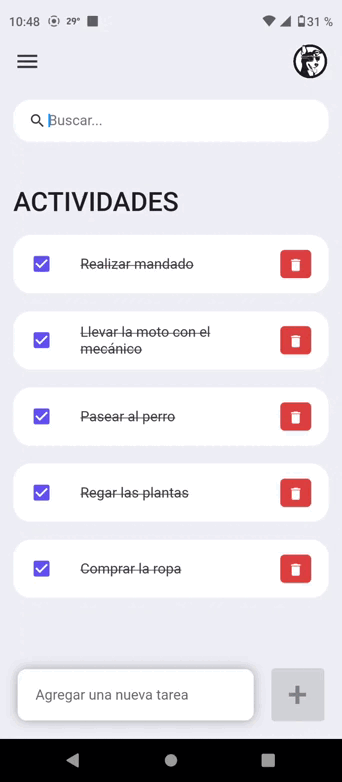 10:48 29° 31 %
Buscar...
ACTIVIDADES
Realizar mandado
Llevar la moto con el
mecánico
Pasear al perro
Regar las plantas
Comprar la ropa
Agregar una nueva tarea